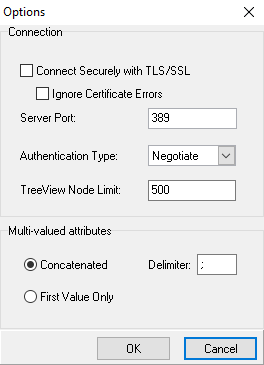 Options
Connection
Connect Securely with TLS/SSL
Ignore Certificate Errors
Server Port: 389
Authentication Type: Negotiate
TreeView Node Limit: 500
Multi-valued attributes
Concatenated Delimiter: ;
First Value Only
OK Cancel